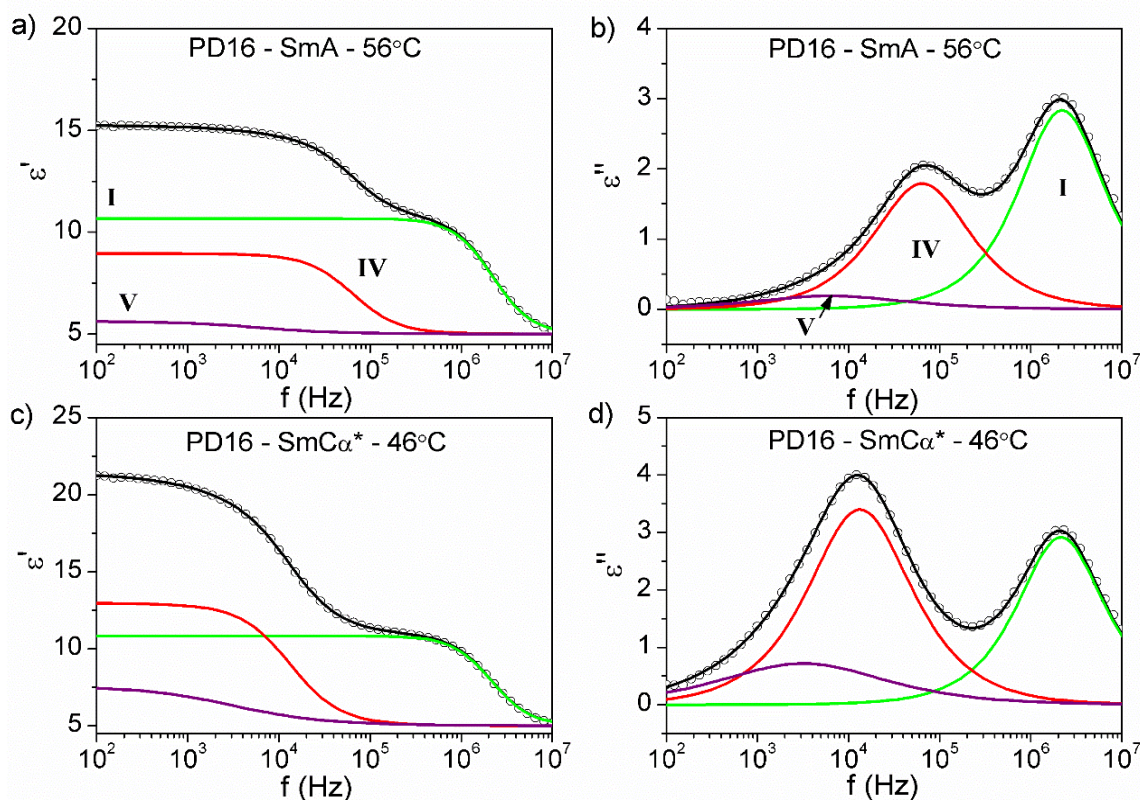 a)
PD16 - SmA - 56°C
20
15
10
5
ε'
I
IV
V
10² 10³ 10⁴ 10⁵ 10⁶ 10⁷
f (Hz)
b)
PD16 - SmA - 56°C
4
3
2
1
0
ε"
I
IV
V
10² 10³ 10⁴ 10⁵ 10⁶ 10⁷
f (Hz)
c)
PD16 - SmCα* - 46°C
25
20
15
10
5
ε'
10² 10³ 10⁴ 10⁵ 10⁶ 10⁷
f (Hz)
d)
PD16 - SmCα* - 46°C
5
4
3
2
1
0
ε"
10² 10³ 10⁴ 10⁵ 10⁶ 10⁷
f (Hz)